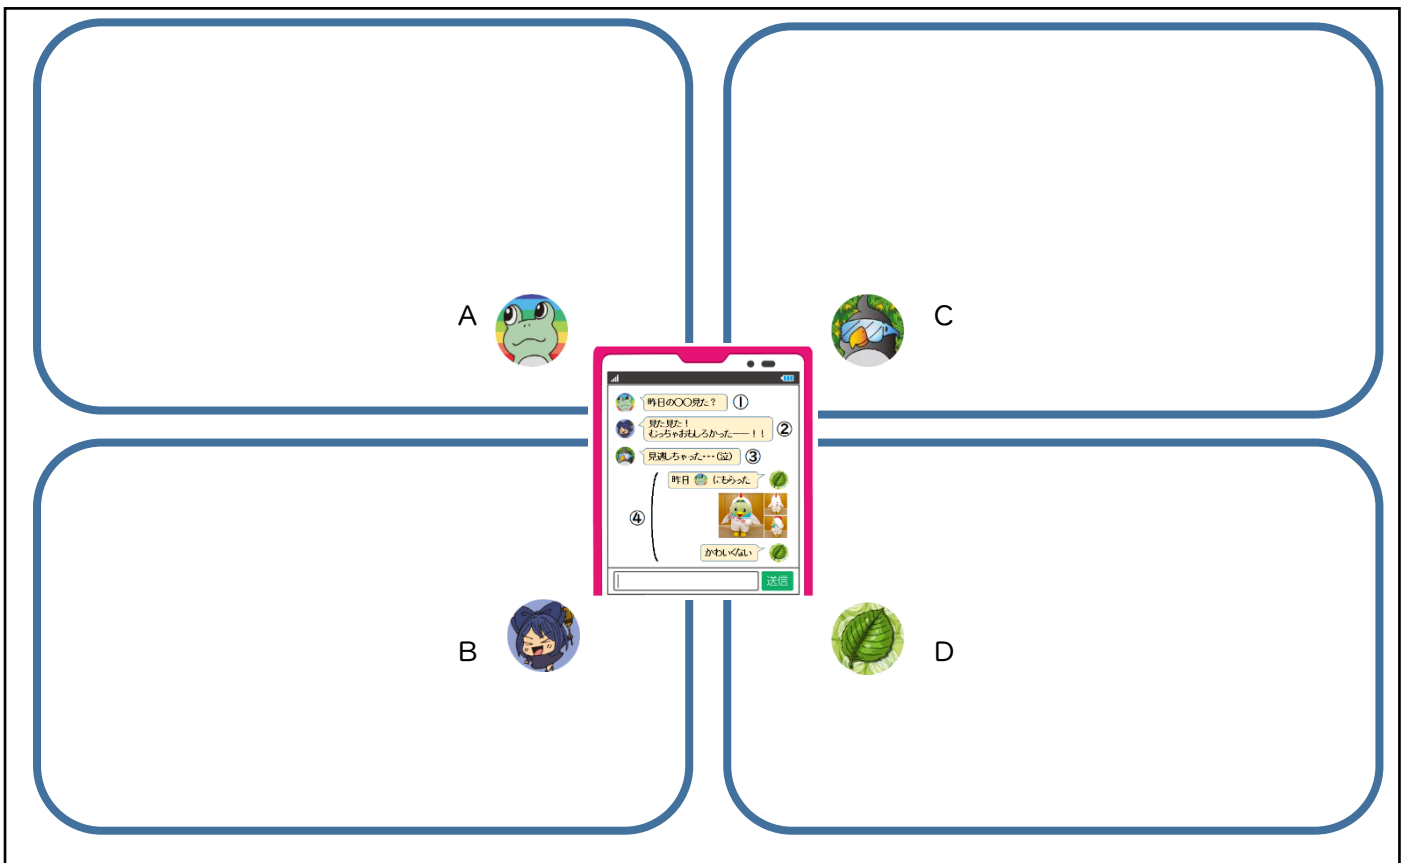 A
C
昨日の〇〇見た？ ①
見た見た！
むっちゃおもしろかった――！！ ②
見逃しちゃった・・・（泣） ③
昨日 にもらった
④
かわいくない
送信
B
D